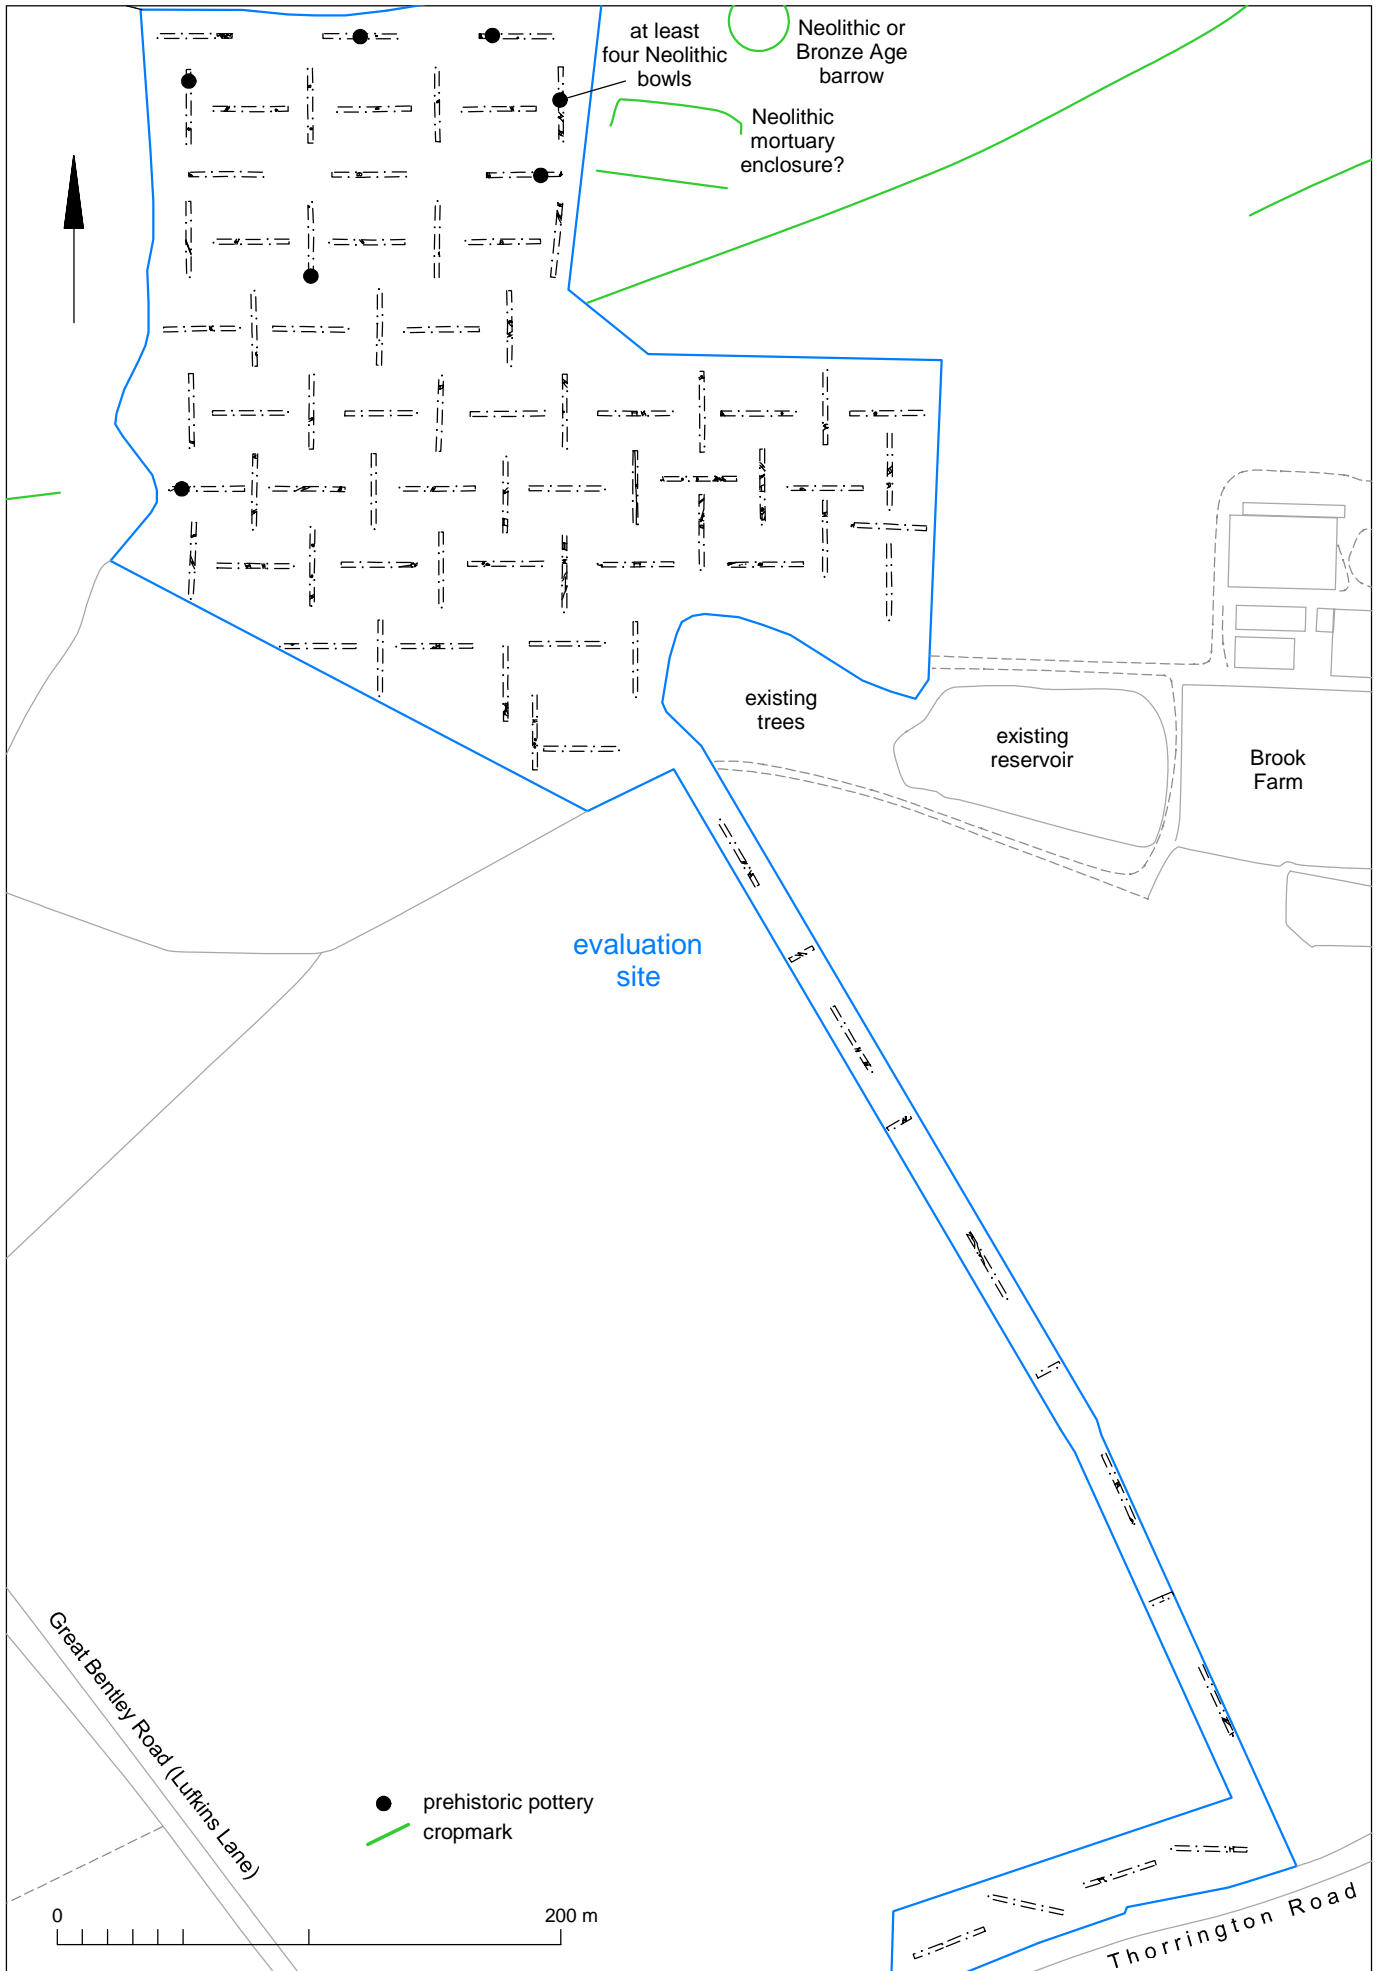 at least
four Neolithic
bowls
Neolithic or
Bronze Age
barrow
Neolithic
mortuary
enclosure?
existing
trees
existing
reservoir
Brook
Farm
evaluation
site
Great Bentley Road (Lufkins Lane)
prehistoric pottery
cropmark
0
200 m
Thorrington Road